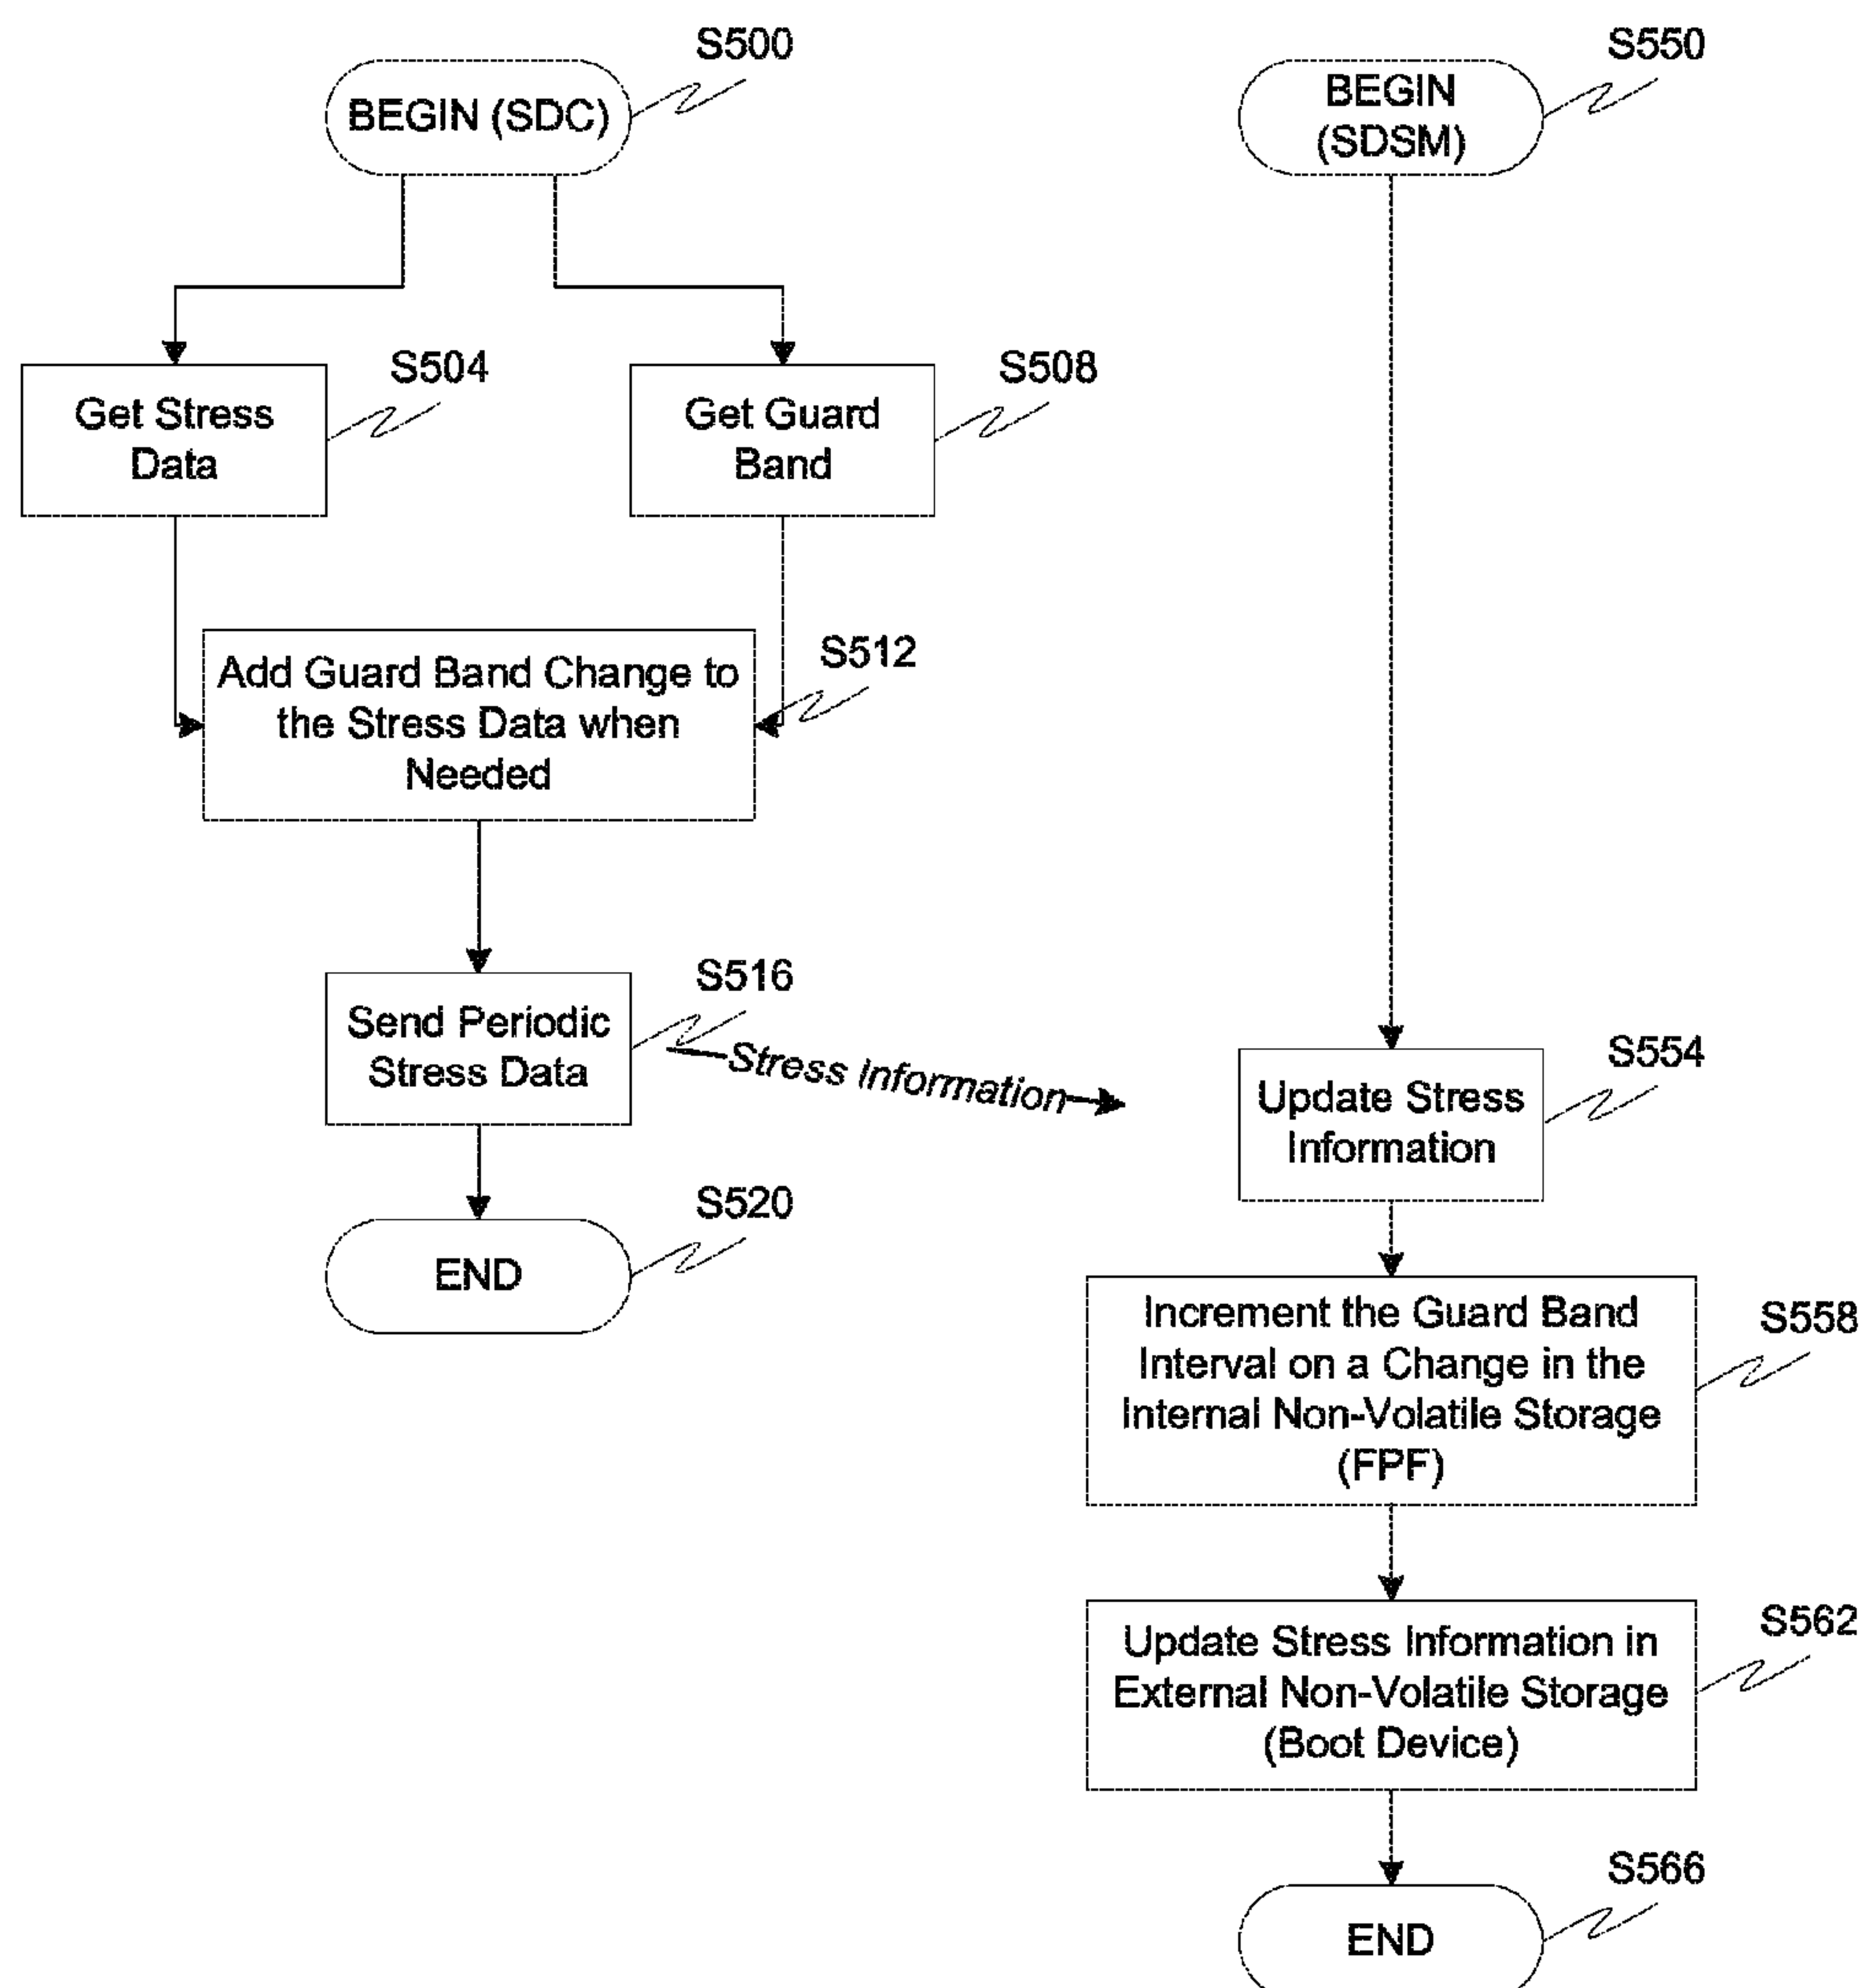 S500
BEGIN (SDC)
S550
BEGIN
(SDSM)
S504
Get Stress
Data
S508
Get Guard
Band
S512
Add Guard Band Change to
the Stress Data when
Needed
S516
Send Periodic
Stress Data
Stress Information
S520
END
S554
Update Stress
Information
S558
Increment the Guard Band
Interval on a Change in the
Internal Non-Volatile Storage
(FPF)
S562
Update Stress Information in
External Non-Volatile Storage
(Boot Device)
S566
END